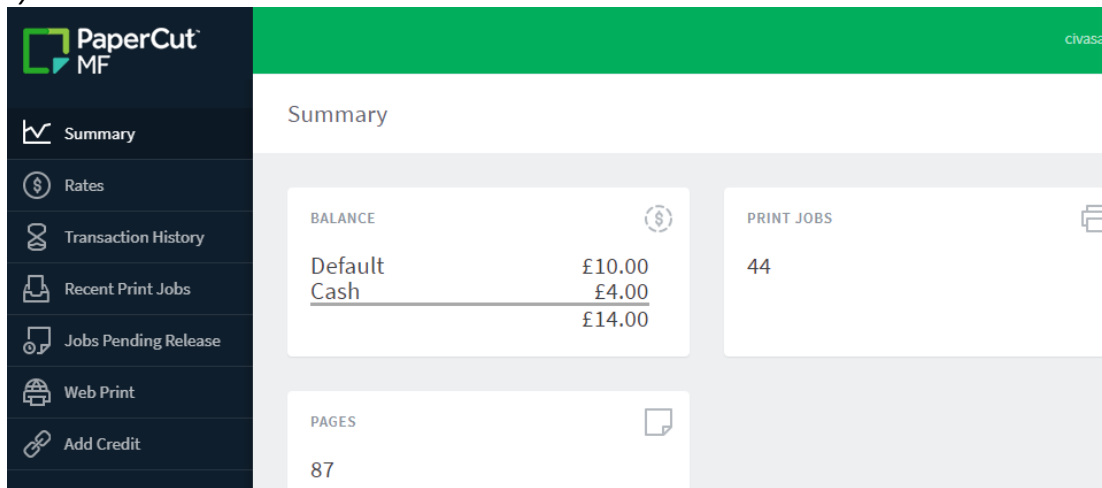 PaperCut
MF
civasa
Summary
Summary
Rates
Transaction History
Recent Print Jobs
Jobs Pending Release
Web Print
Add Credit
BALANCE
Default £10.00
Cash £4.00
£14.00
PRINT JOBS
44
PAGES
87